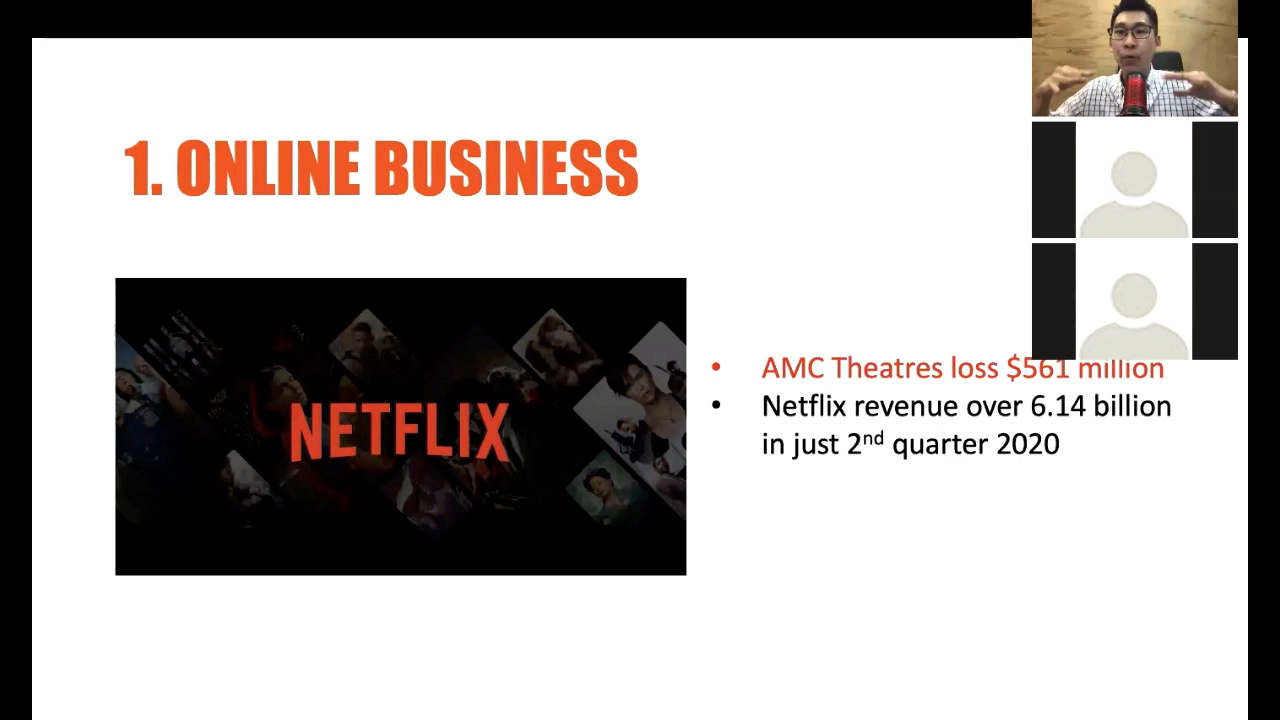 1. ONLINE BUSINESS
NETFLIX
• AMC Theatres loss $561 million
• Netflix revenue over 6.14 billion
in just 2nd quarter 2020